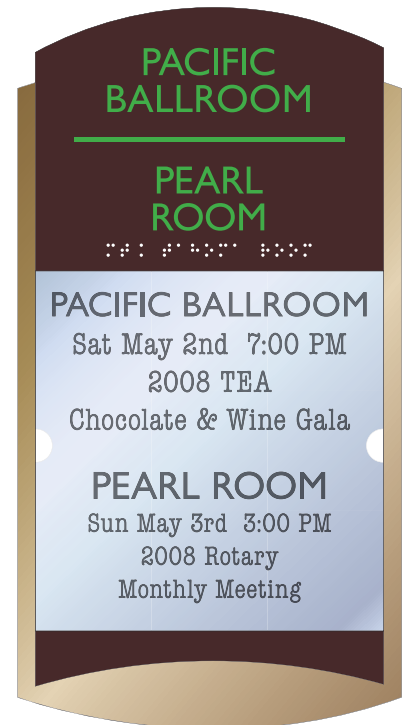 PACIFIC
BALLROOM
PEARL
ROOM
PACIFIC BALLROOM
Sat May 2nd 7:00 PM
2008 TEA
Chocolate & Wine Gala
PEARL ROOM
Sun May 3rd 3:00 PM
2008 Rotary
Monthly Meeting